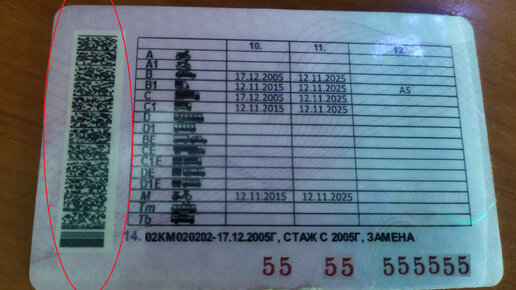 10. 11. 12.
A
A1
B 17.12.2005 12.11.2025
B1 12.11.2015 12.11.2025 AS
C 17.12.2005 12.11.2025
C1 12.11.2015 12.11.2025
D
D1
BE
CE
C1E
DE
D1E
M 12.11.2015 12.11.2025
Tm
Tb
14. 02КМ020202-17.12.2005Г, СТАЖ С 2005Г, ЗАМЕНА
55 55 555555